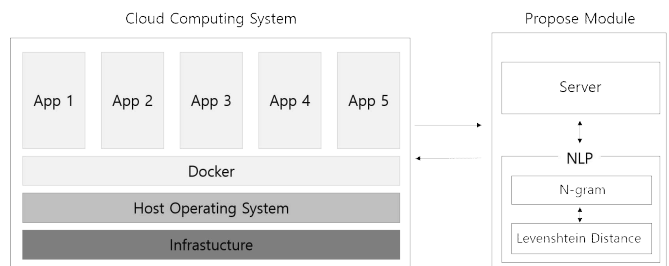 Cloud Computing System
Propose Module
App 1
App 2
App 3
App 4
App 5
Docker
Host Operating System
Infrastucture
Server
NLP
N-gram
Levenshtein Distance